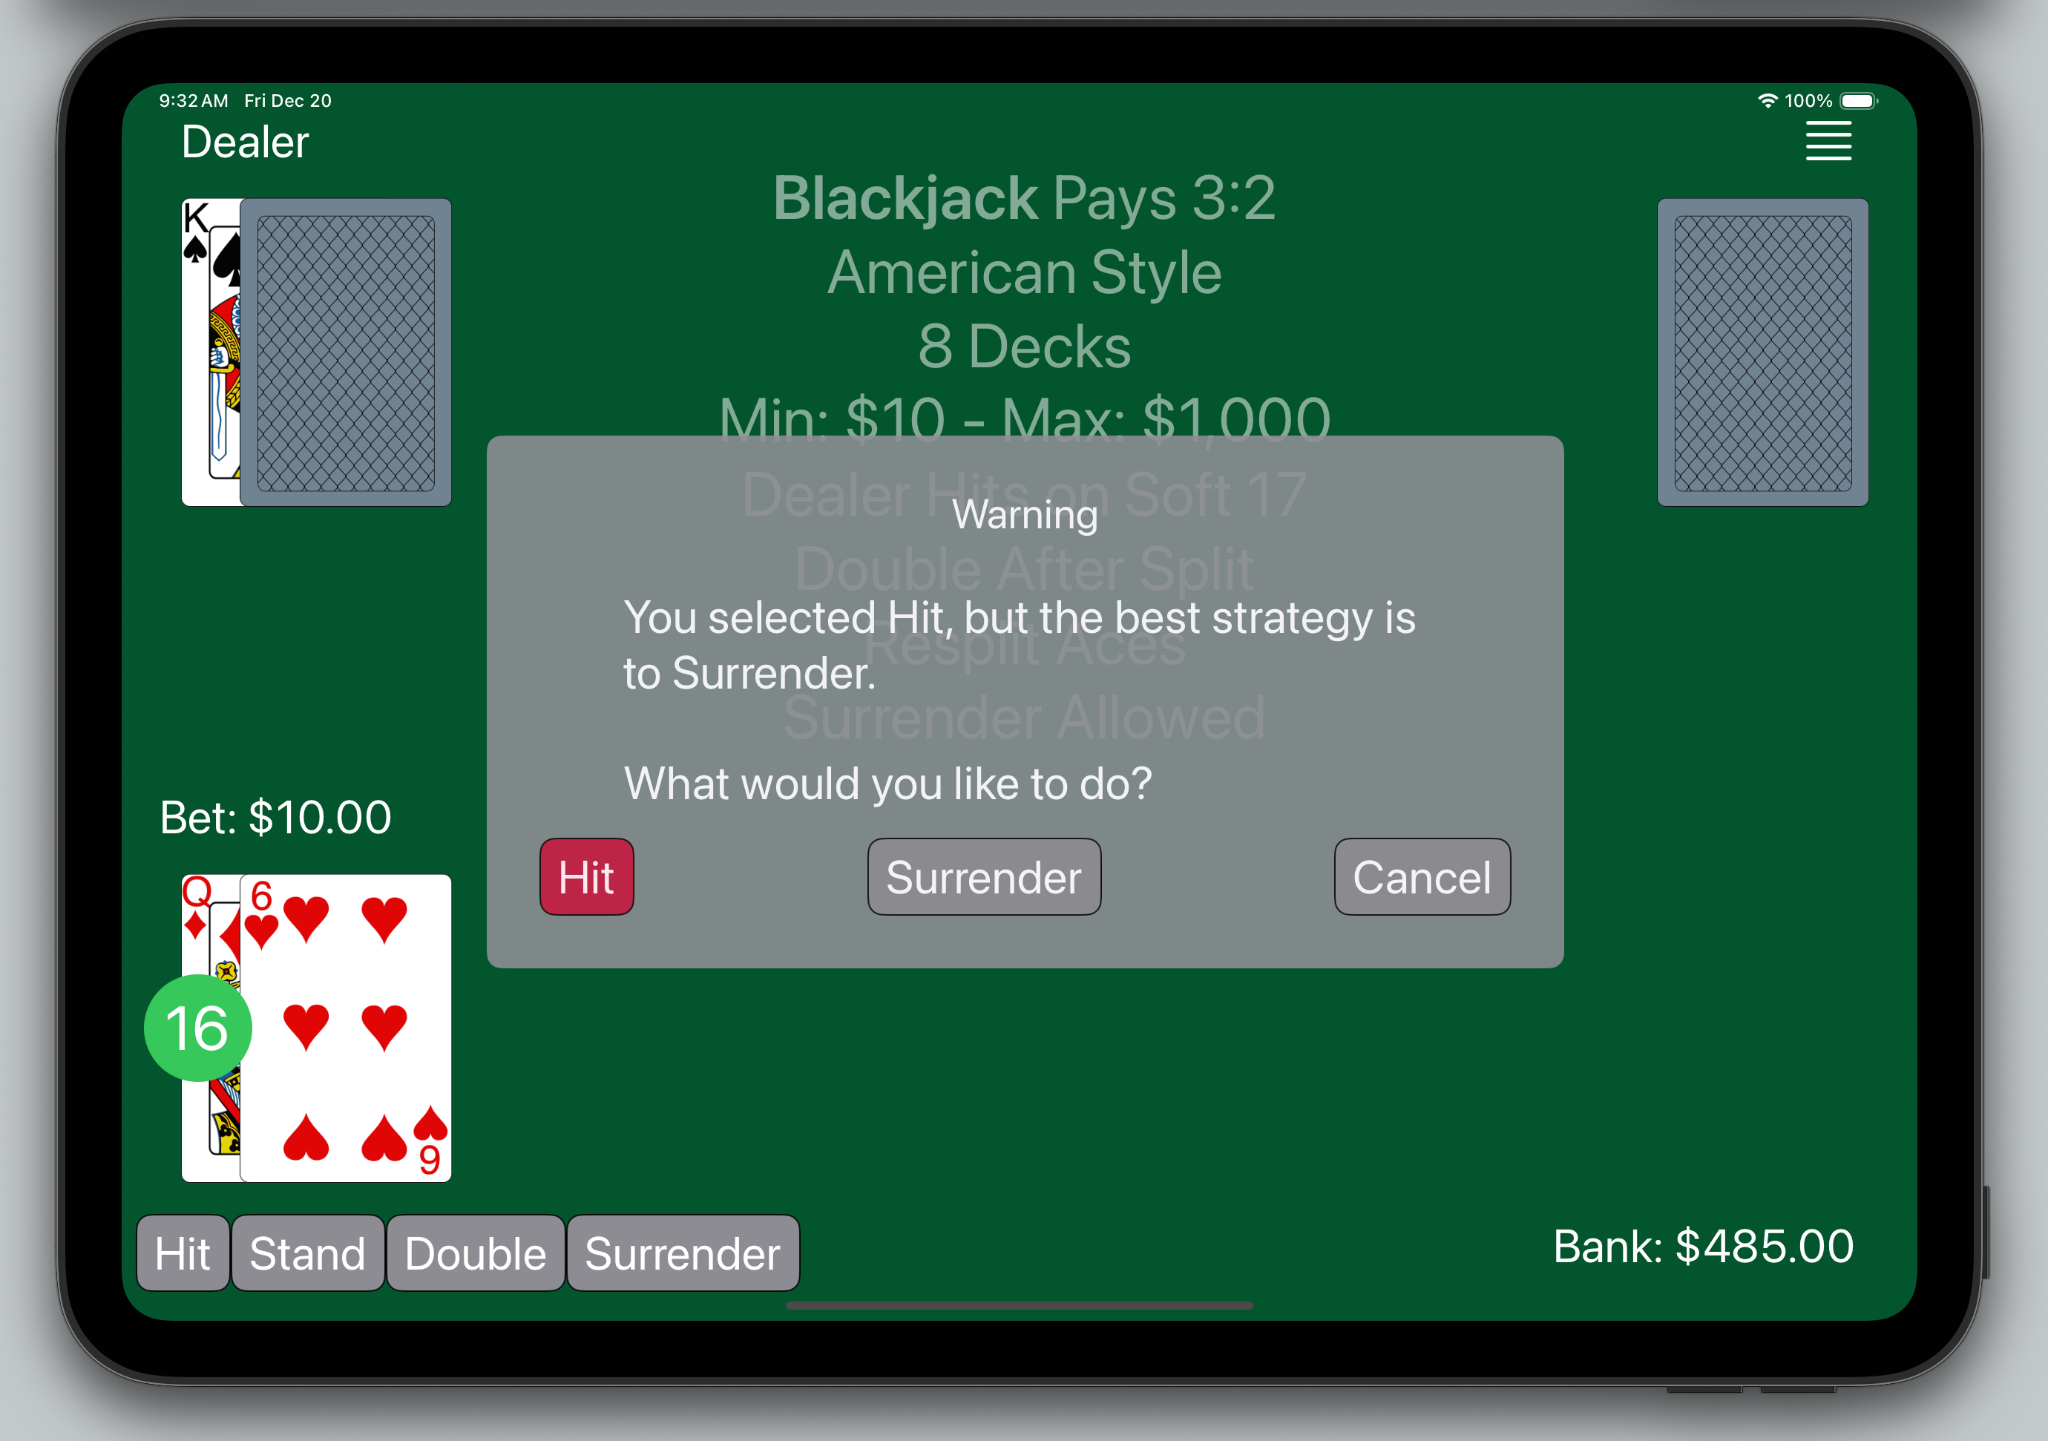 9:32 AM Fri Dec 20
100%
Dealer
K
Blackjack Pays 3:2
American Style
8 Decks
Min: $10 - Max: $1,000
Dealer Hits on Soft 17
Warning
Double After Split
You selected Hit, but the best strategy is
Resplit Aces
to Surrender.
Surrender Allowed
What would you like to do?
Hit Surrender Cancel
Bet: $10.00
Q 6
16
6
Hit Stand Double Surrender
Bank: $485.00